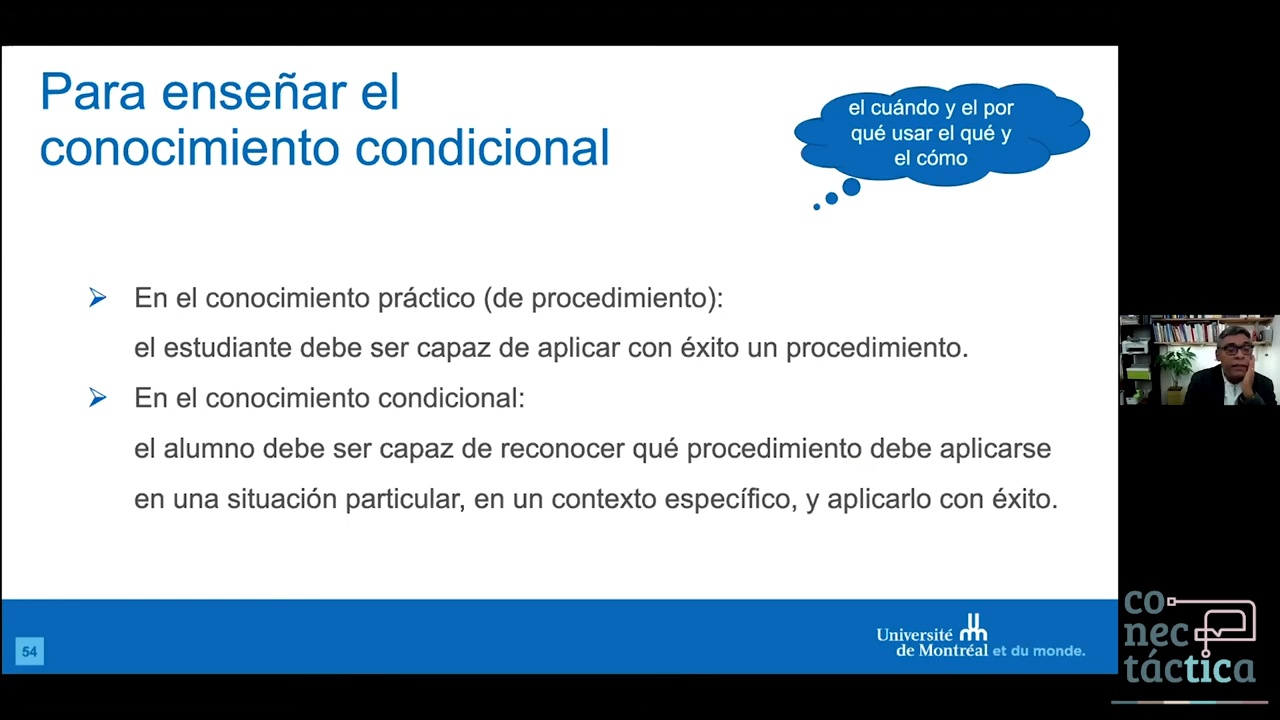 Para enseñar el
conocimiento condicional
el cuándo y el por
qué usar el qué y
el cómo
En el conocimiento práctico (de procedimiento):
el estudiante debe ser capaz de aplicar con éxito un procedimiento.
En el conocimiento condicional:
el alumno debe ser capaz de reconocer qué procedimiento debe aplicarse
en una situación particular, en un contexto específico, y aplicarlo con éxito.
54
Université
de Montréal et du monde.
co
nec
táctica